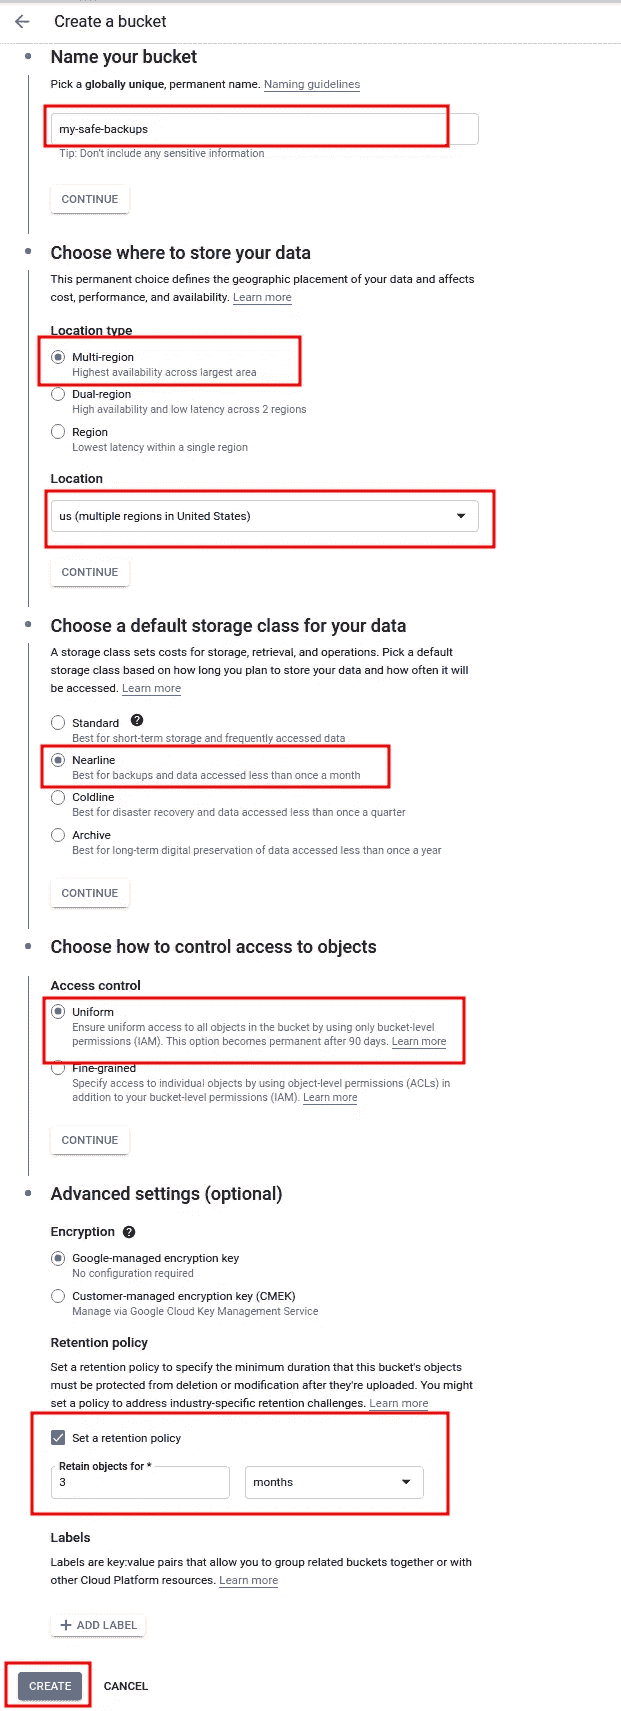 Create a bucket
Name your bucket
Pick a globally unique, permanent name. Naming guidelines
my-safe-backups
Tip: Don't include any sensitive information
CONTINUE
Choose where to store your data
This permanent choice defines the geographic placement of your data and affects
cost, performance, and availability. Learn more
Location type
Multi-region
Highest availability across largest area
Dual-region
High availability and low latency across 2 regions
Region
Lowest latency within a single region
Location
us (multiple regions in United States)
CONTINUE
Choose a default storage class for your data
A storage class sets costs for storage, retrieval, and operations. Pick a default
storage class based on how long you plan to store your data and how often it will
be accessed. Learn more
Standard ?
Best for short-term storage and frequently accessed data
Nearline
Best for backups and data accessed less than once a month
Coldline
Best for disaster recovery and data accessed less than once a quarter
Archive
Best for long-term digital preservation of data accessed less than once a year
CONTINUE
Choose how to control access to objects
Access control
Uniform
Ensure uniform access to all objects in the bucket by using only bucket-level
permissions (IAM). This option becomes permanent after 90 days. Learn more
Fine-grained
Specify access to individual objects by using object-level permissions (ACLs) in
addition to your bucket-level permissions (IAM). Learn more
CONTINUE
Advanced settings (optional)
Encryption ?
Google-managed encryption key
No configuration required
Customer-managed encryption key (CMEK)
Manage via Google Cloud Key Management Service
Retention policy
Set a retention policy to specify the minimum duration that this bucket's objects
must be protected from deletion or modification after they're uploaded. You might
set a policy to address industry-specific retention challenges. Learn more
Set a retention policy
Retain objects for *
3 months
Labels
Labels are key:value pairs that allow you to group related buckets together or with
other Cloud Platform resources. Learn more
+ ADD LABEL
CREATE CANCEL